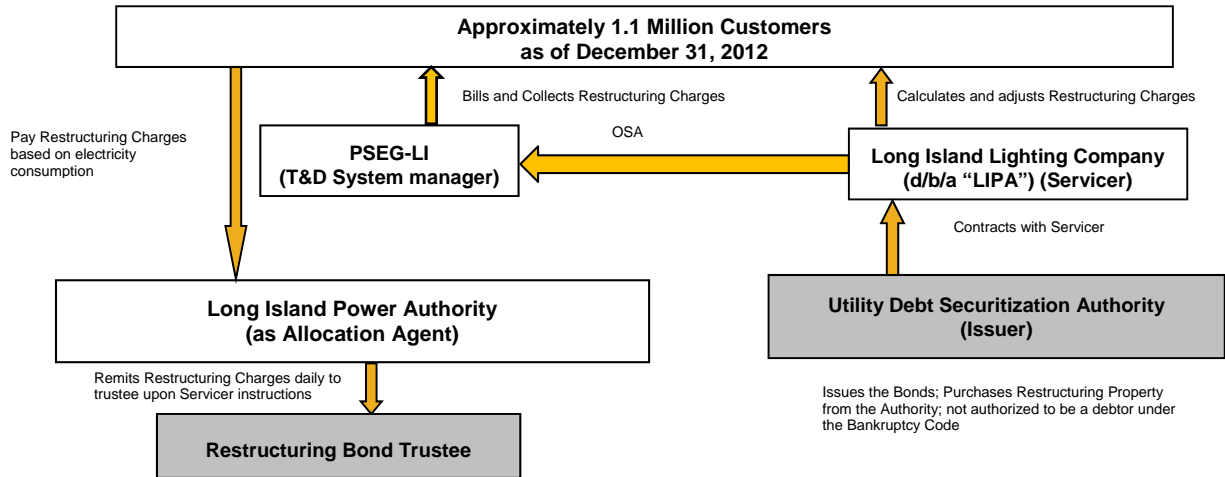 Approximately 1.1 Million Customers
as of December 31, 2012
Bills and Collects Restructuring Charges
Calculates and adjusts Restructuring Charges
Pay Restructuring Charges
based on electricity
consumption
PSEG-LI
(T&D System manager)
OSA
Long Island Lighting Company
(d/b/a “LIPA”) (Servicer)
Contracts with Servicer
Long Island Power Authority
(as Allocation Agent)
Utility Debt Securitization Authority
(Issuer)
Remits Restructuring Charges daily to
trustee upon Servicer instructions
Issues the Bonds; Purchases Restructuring Property
from the Authority; not authorized to be a debtor under
the Bankruptcy Code
Restructuring Bond Trustee